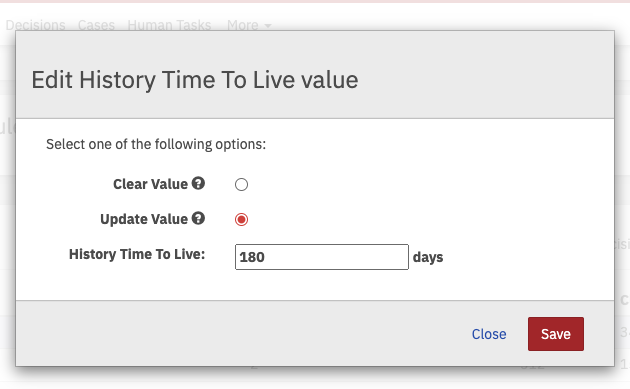 Decisions Cases Human Tasks More
Edit History Time To Live value
Select one of the following options:
Clear Value
Update Value
History Time To Live: 180 days
Close Save